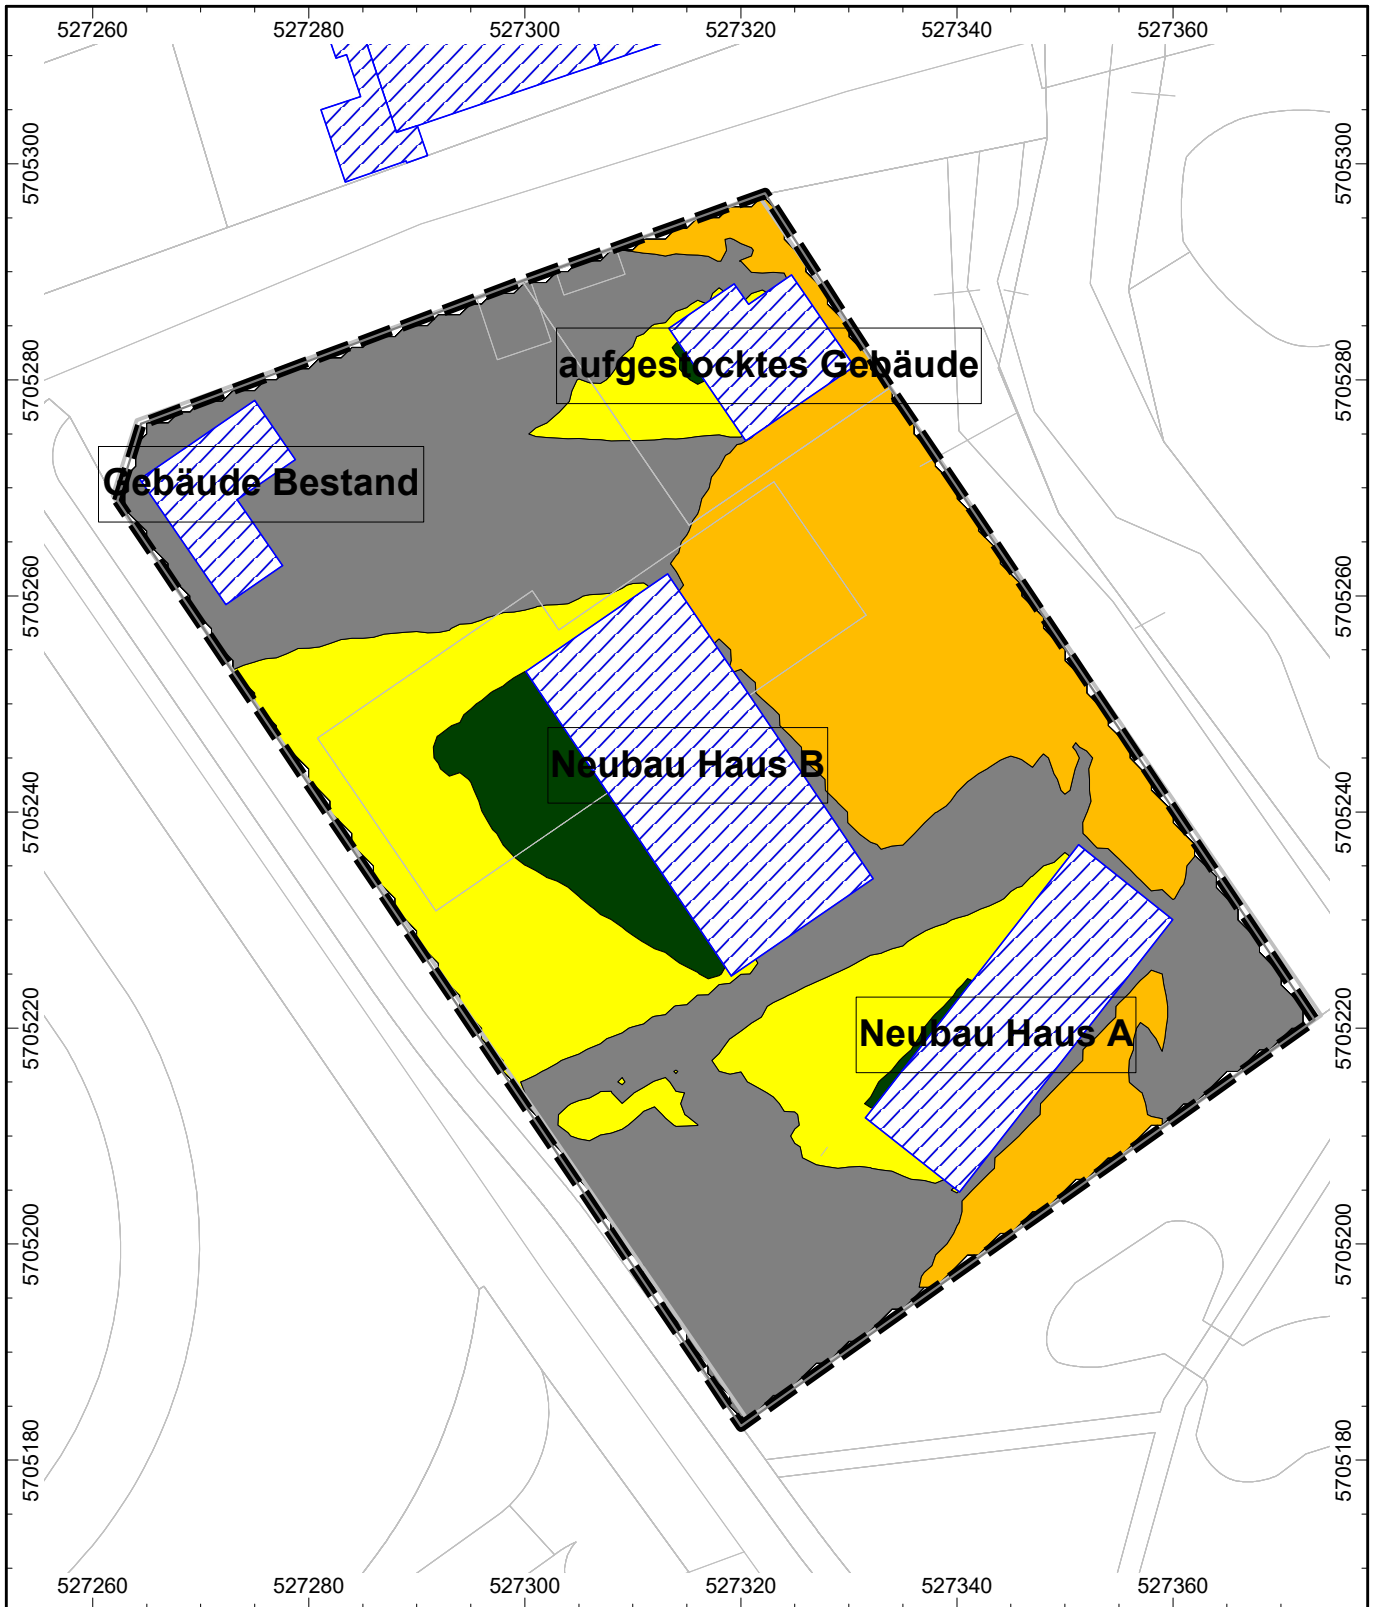 527260 527280 527300 527320 527340 527360
5705300 5705300
aufgestocktes Gebäude
5705280 5705280
Gebäude Bestand
5705260 5705260
Neubau Haus B
5705240 5705240
Neubau Haus A
5705220 5705220
5705200 5705200
5705180 5705180
527260 527280 527300 527320 527340 527360